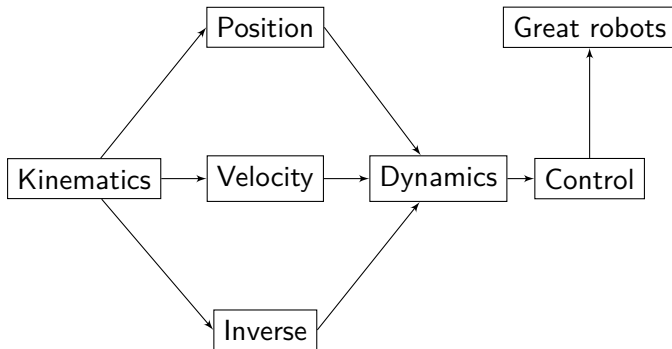 Position
Great robots
Kinematics
Velocity
Dynamics
Control
Inverse